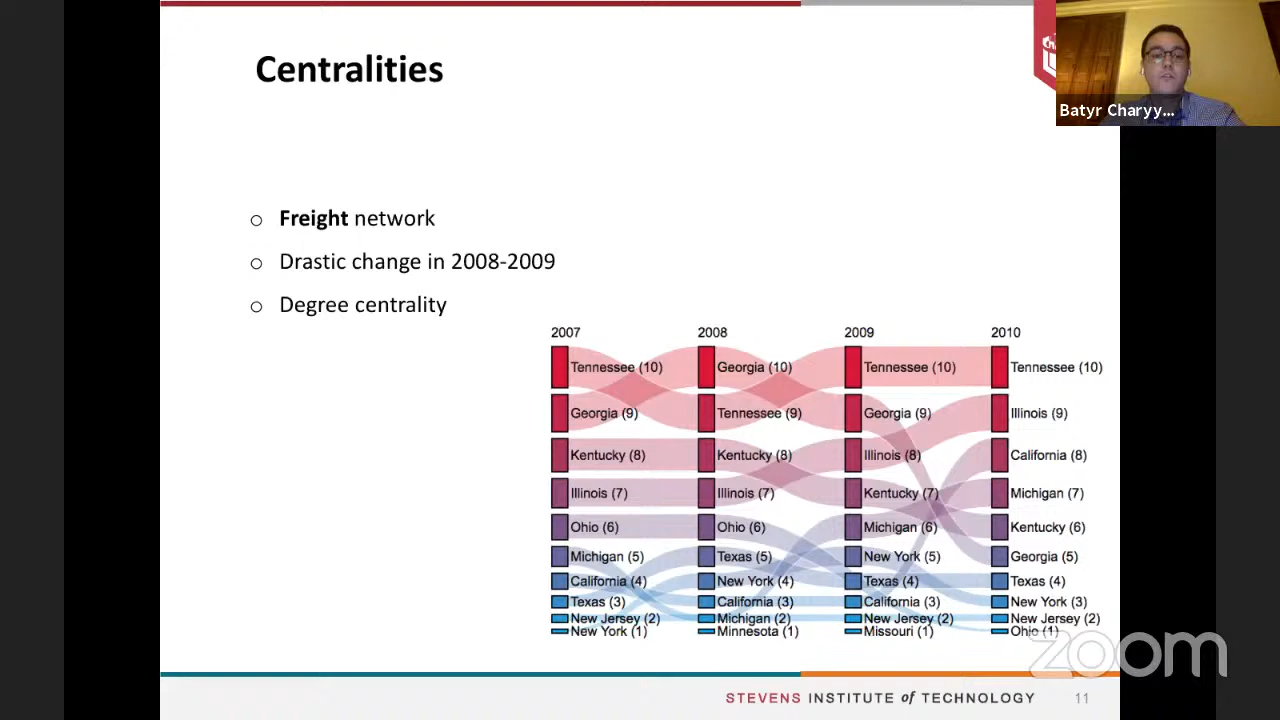 Centralities
Batyr Charyy...
Freight network
Drastic change in 2008-2009
Degree centrality
2007 2008 2009 2010
Tennessee (10) Georgia (10) Tennessee (10) Tennessee (10)
Georgia (9) Tennessee (9) Georgia (9) Illinois (9)
Kentucky (8) Kentucky (8) Illinois (8) California (8)
Illinois (7) Illinois (7) Kentucky (7) Michigan (7)
Ohio (6) Ohio (6) Michigan (6) Kentucky (6)
Michigan (5) Texas (5) New York (5) Georgia (5)
California (4) New York (4) Texas (4) Texas (4)
Texas (3) California (3) California (3) New York (3)
New Jersey (2) Michigan (2) New Jersey (2) New Jersey (2)
New York (1) Minnesota (1) Missouri (1) Ohio (1)
zoom
STEVENS INSTITUTE of TECHNOLOGY 11